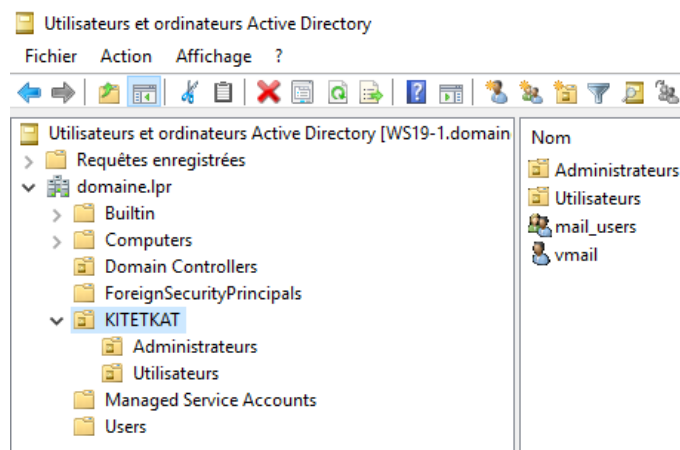 Utilisateurs et ordinateurs Active Directory
Fichier Action Affichage ?
Utilisateurs et ordinateurs Active Directory [WS19-1.domain
Requêtes enregistrées
domaine.lpr
Builtin
Computers
Domain Controllers
ForeignSecurityPrincipals
KITETKAT
Administrateurs
Utilisateurs
Managed Service Accounts
Users
Nom
Administrateurs
Utilisateurs
mail_users
vmail